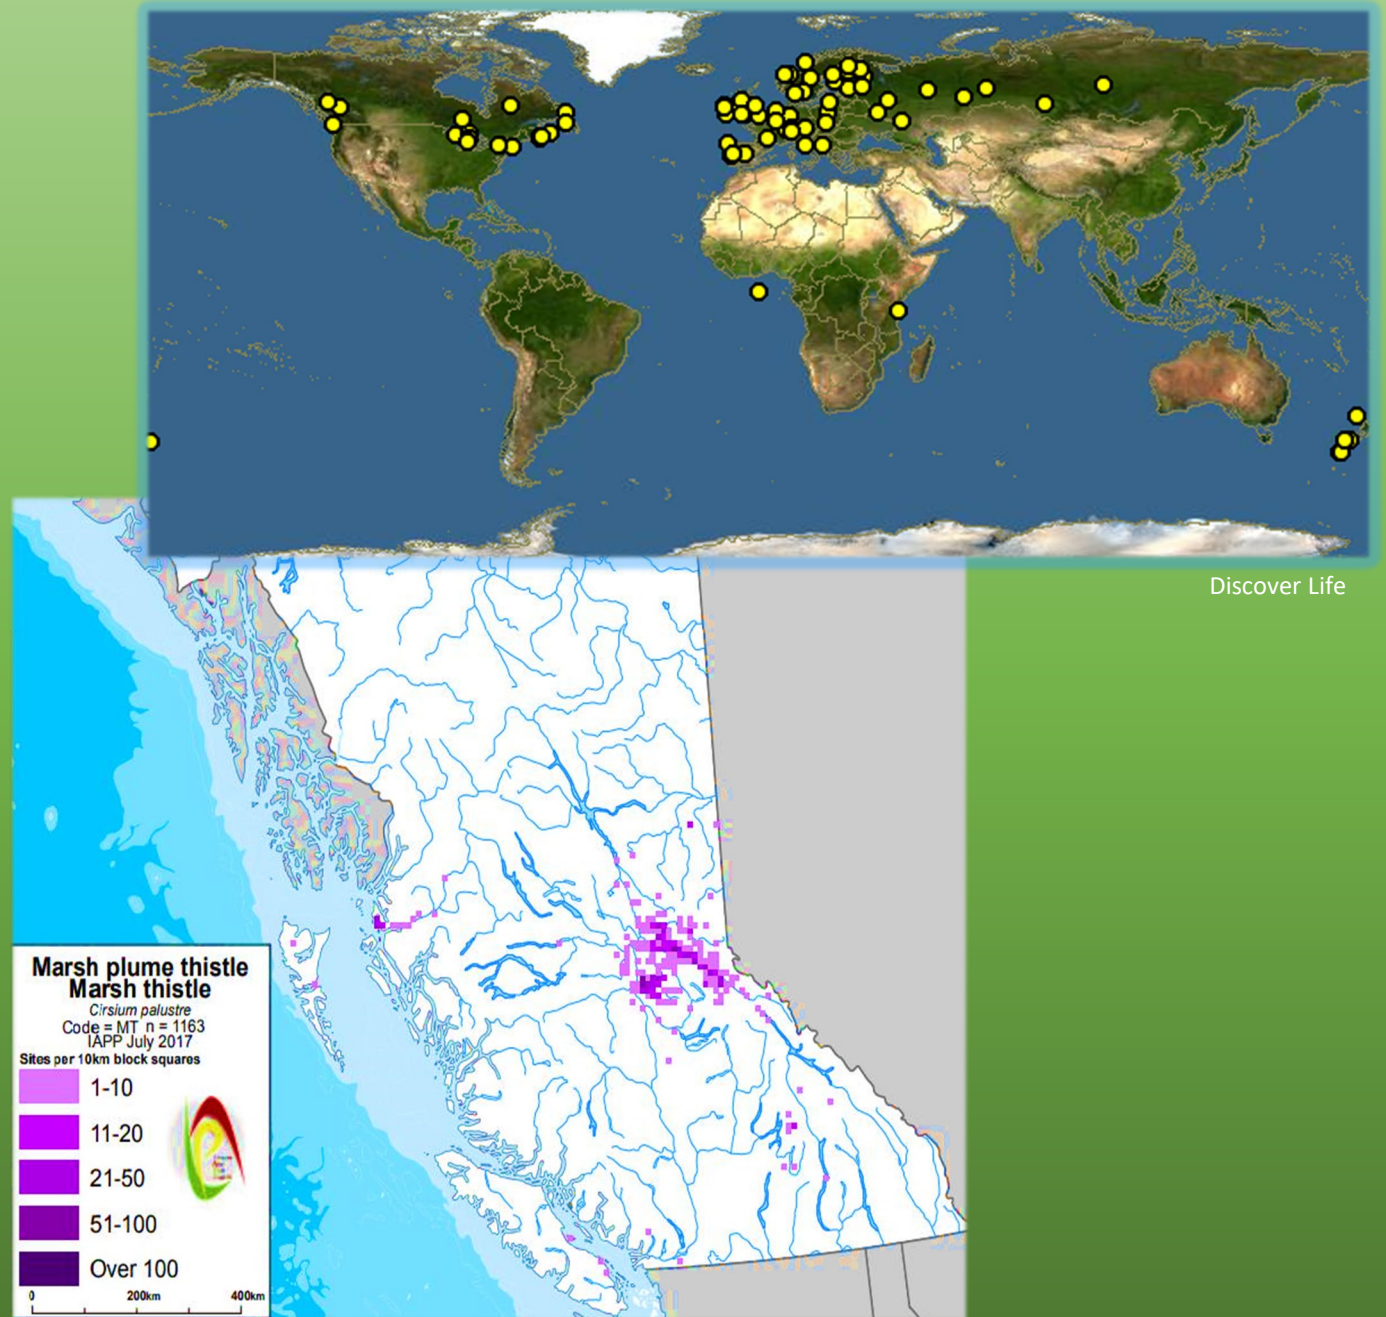 Discover Life
Marsh plume thistle
Marsh thistle
Cirsium palustre
Code = MT n = 1163
IAPP July 2017
Sites per 10km block squares
1-10
11-20
21-50
51-100
Over 100
0 200km 400km